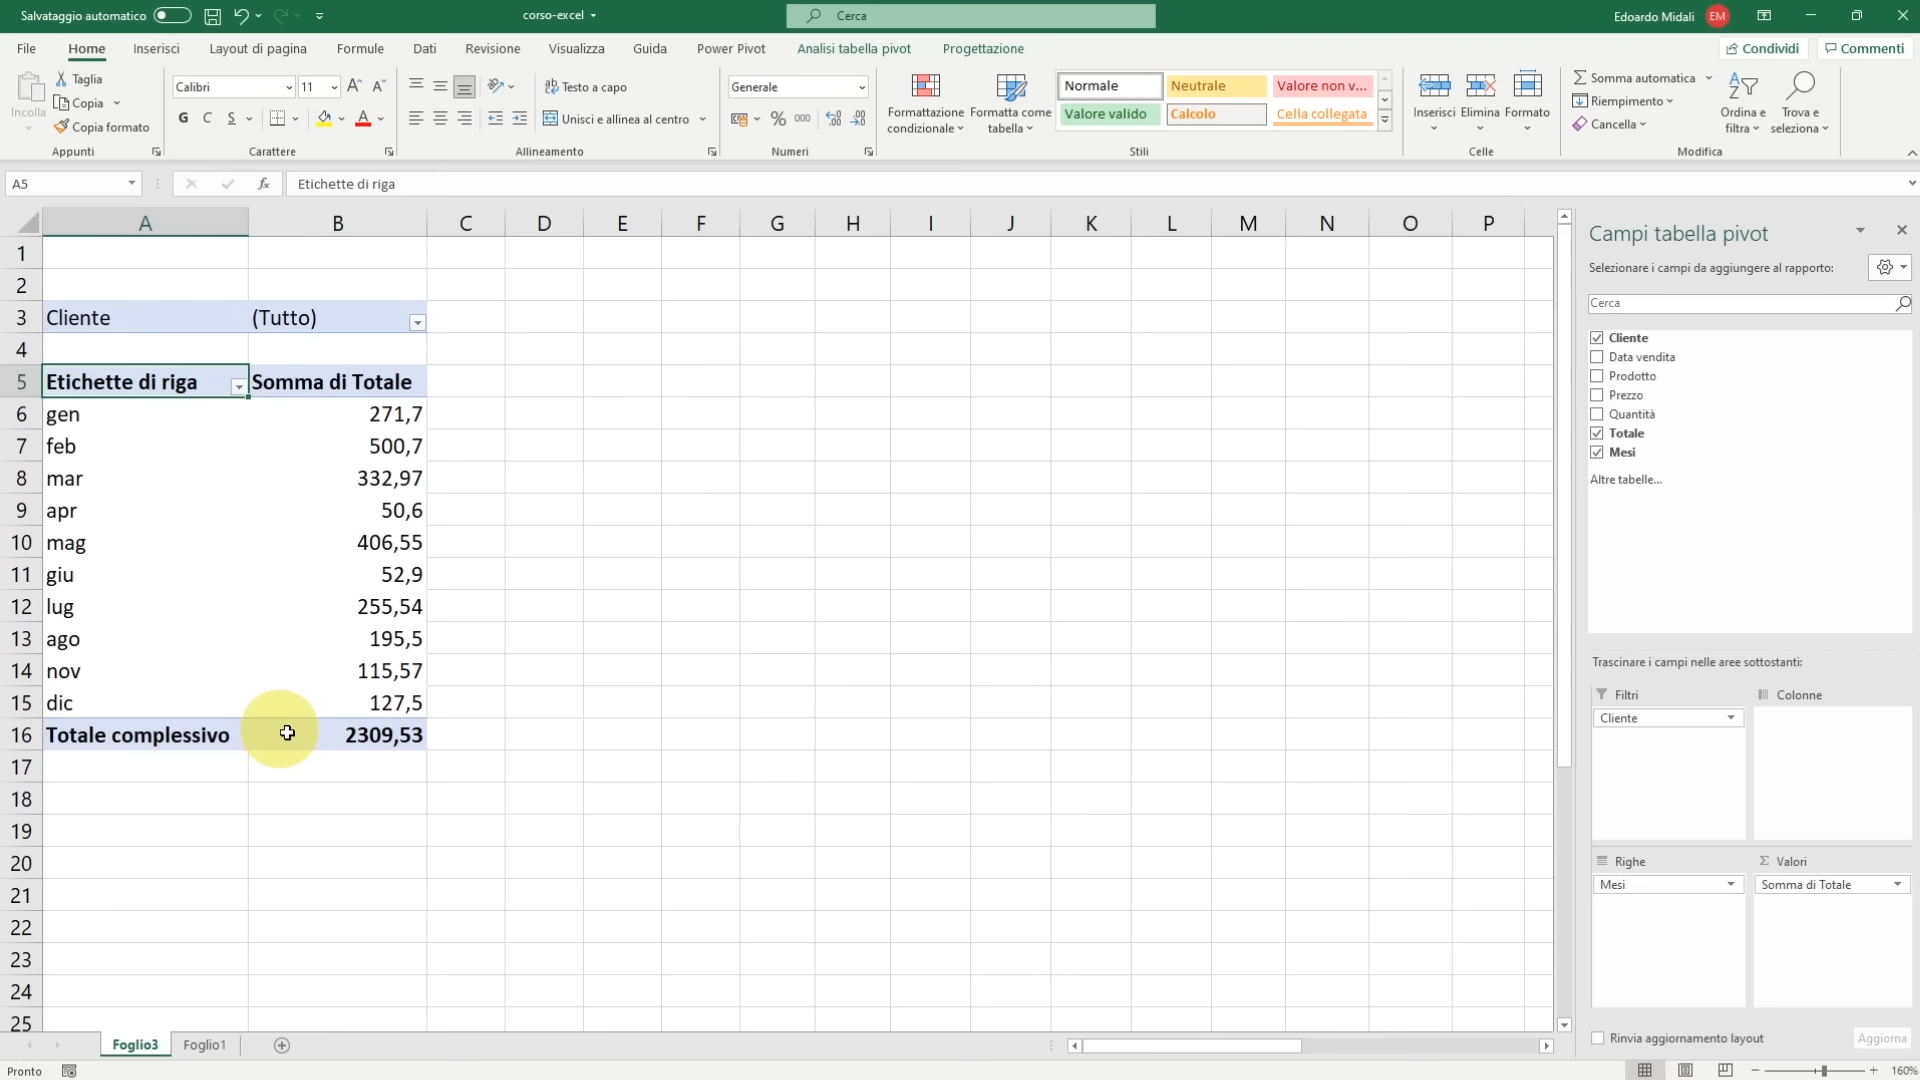 Salvataggio automatico
corso-excel
Cerca
Edoardo Midali EM
File Home Inserisci Layout di pagina Formule Dati Revisione Visualizza Guida Power Pivot Analisi tabella pivot Progettazione Condividi Commenti
Incolla
Taglia
Copia
Copia formato
Appunti
Calibri 11
G C S
Carattere
Testo a capo
Unisci e allinea al centro
Allineamento
Generale
% 000
Numeri
Formattazione condizionale
Formatta come tabella
Normale Neutrale Valore non v...
Valore valido Calcolo Cella collegata
Stili
Inserisci Elimina Formato
Celle
Somma automatica
Riempimento
Cancella
Ordina e filtra
Trova e seleziona
Modifica
A5 fx Etichette di riga
A B C D E F G H I J K L M N O P
1
2
3 Cliente (Tutto)
4
5 Etichette di riga Somma di Totale
6 gen 271,7
7 feb 500,7
8 mar 332,97
9 apr 50,6
10 mag 406,55
11 giu 52,9
12 lug 255,54
13 ago 195,5
14 nov 115,57
15 dic 127,5
16 Totale complessivo 2309,53
17
18
19
20
21
22
23
24
25
Campi tabella pivot
Selezionare i campi da aggiungere al rapporto:
Cerca
Cliente
Data vendita
Prodotto
Prezzo
Quantità
Totale
Mesi
Altre tabelle...
Trascinare i campi nelle aree sottostanti:
Filtri Colonne
Cliente
Righe Σ Valori
Mesi Somma di Totale
Rinvia aggiornamento layout Aggiorna
Foglio3 Foglio1
Pronto
160%